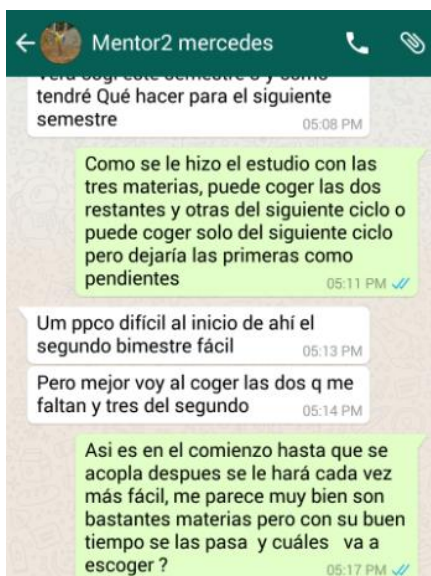 Mentor2 mercedes
tendré Qué hacer para el siguiente
semestre
05:08 PM
Como se le hizo el estudio con las
tres materias, puede coger las dos
restantes y otras del siguiente ciclo o
puede coger solo del siguiente ciclo
pero dejaría las primeras como
pendientes
05:11 PM
Um ppco difícil al inicio de ahí el
segundo bimestre fácil
05:13 PM
Pero mejor voy al coger las dos q me
faltan y tres del segundo
05:14 PM
Asi es en el comienzo hasta que se
acopla despues se le hará cada vez
más fácil, me parece muy bien son
bastantes materias pero con su buen
tiempo se las pasa y cuáles va a
escoger ?
05:17 PM